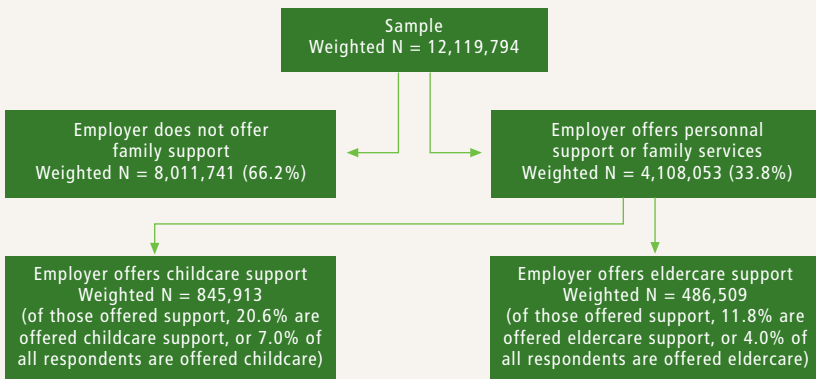 Sample
Weighted N = 12,119,794
Employer does not offer
family support
Weighted N = 8,011,741 (66.2%)
Employer offers personnal
support or family services
Weighted N = 4,108,053 (33.8%)
Employer offers childcare support
Weighted N = 845,913
(of those offered support, 20.6% are
offered childcare support, or 7.0% of
all respondents are offered childcare)
Employer offers eldercare support
Weighted N = 486,509
(of those offered support, 11.8% are
offered eldercare support, or 4.0% of
all respondents are offered eldercare)